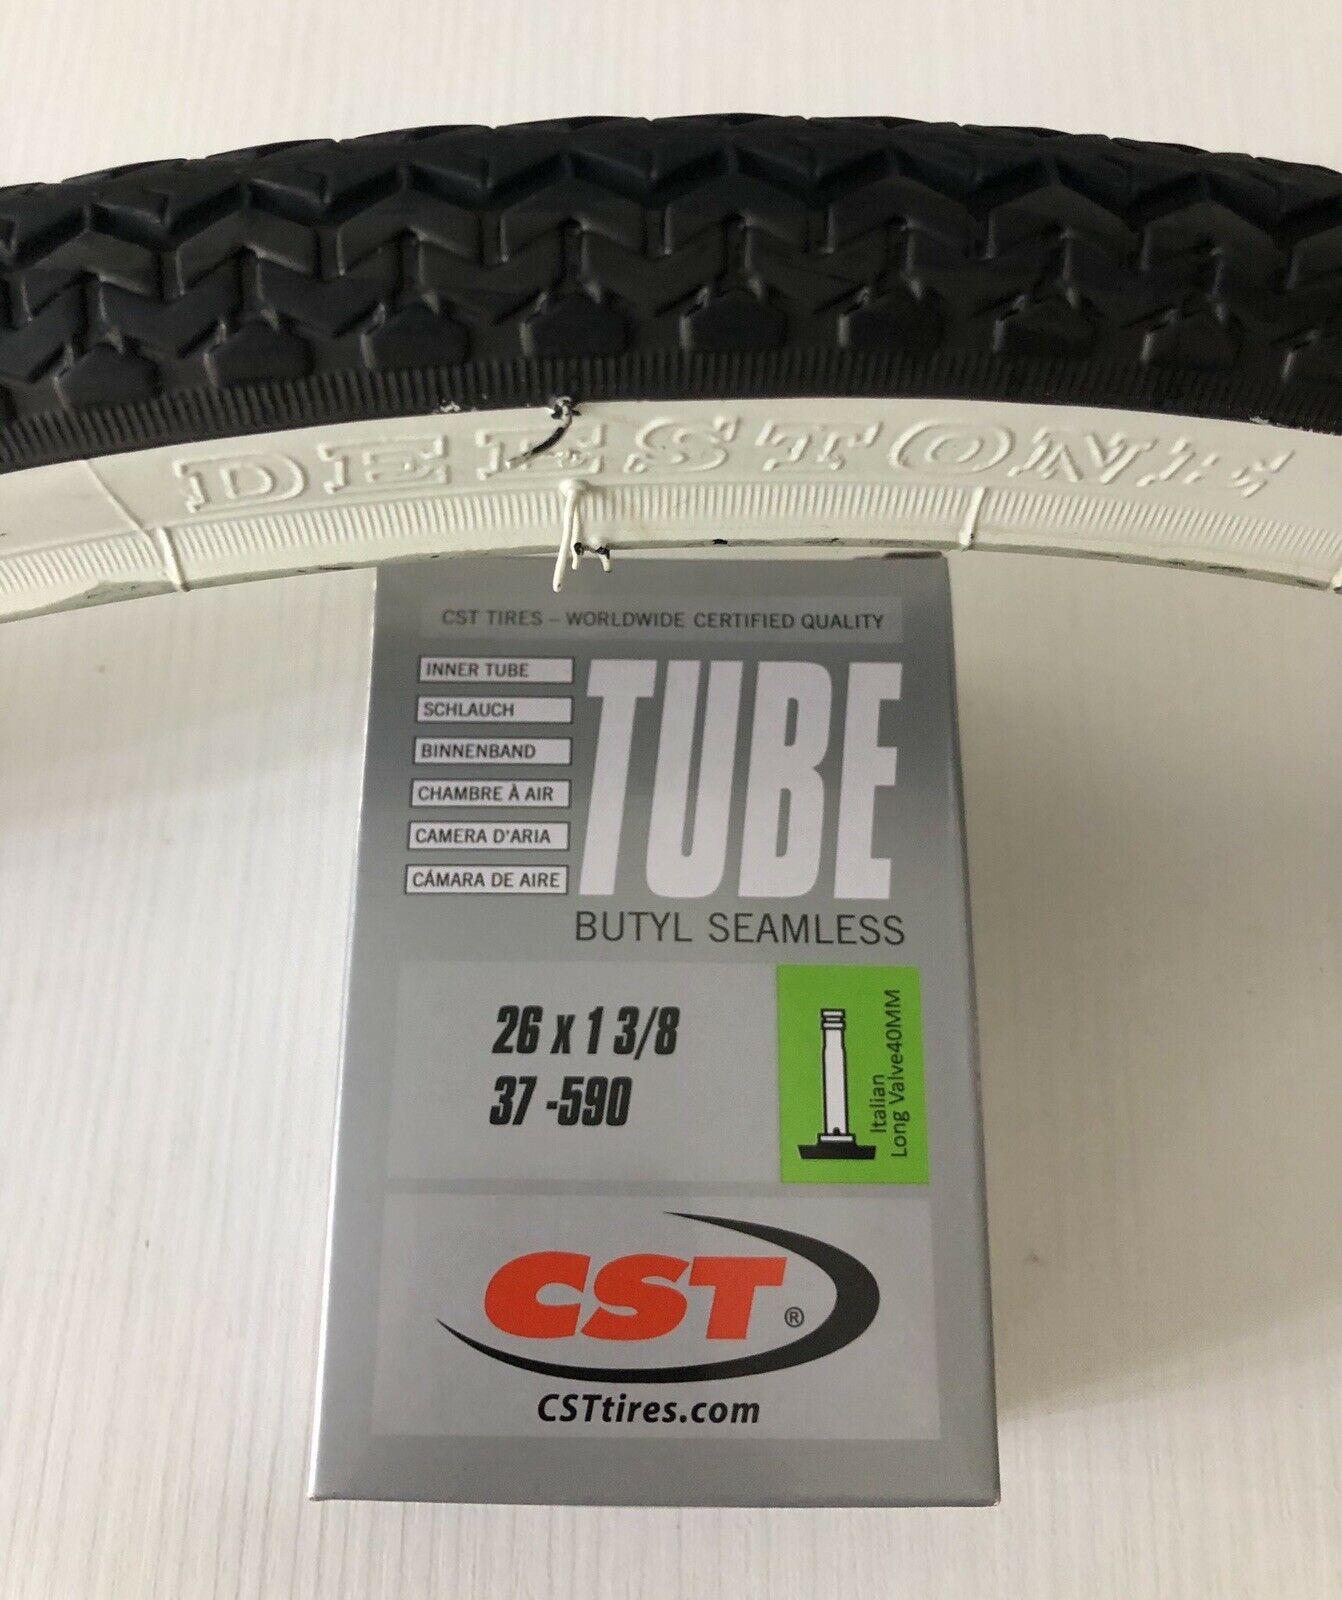 DEESTONE
CST TIRES – WORLDWIDE CERTIFIED QUALITY
INNER TUBE
SCHLAUCH
BINNENBAND
CHAMBRE À AIR
CAMERA D'ARIA
CÁMARA DE AIRE
TUBE
BUTYL SEAMLESS
26 x 1 3/8
37 -590
Italian
Long Valve40MM
CST®
CSTtires.com